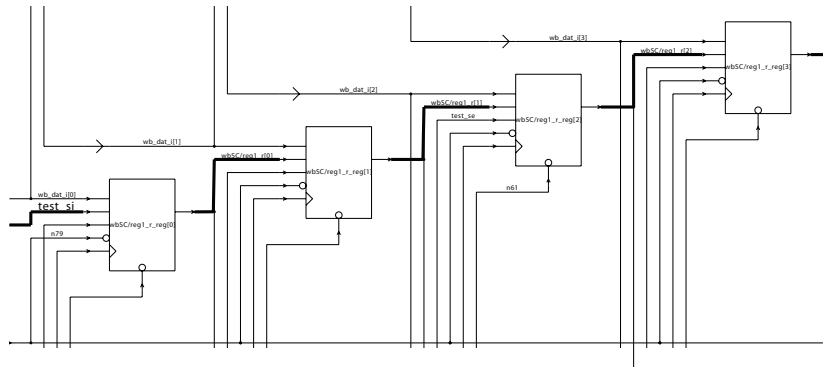 wb_dat_i[3]
wbSC/reg1_r[2]
wbSC/reg1_r_reg[3]
wb_dat_i[2]
wbSC/reg1_r[1]
test_se
wbSC/reg1_r_reg[2]
wb_dat_i[1]
wbSC/reg1_r[0]
wbSC/reg1_r_reg[1]
n61
wb_dat_i[0]
test_si
wbSC/reg1_r_reg[0]
n79